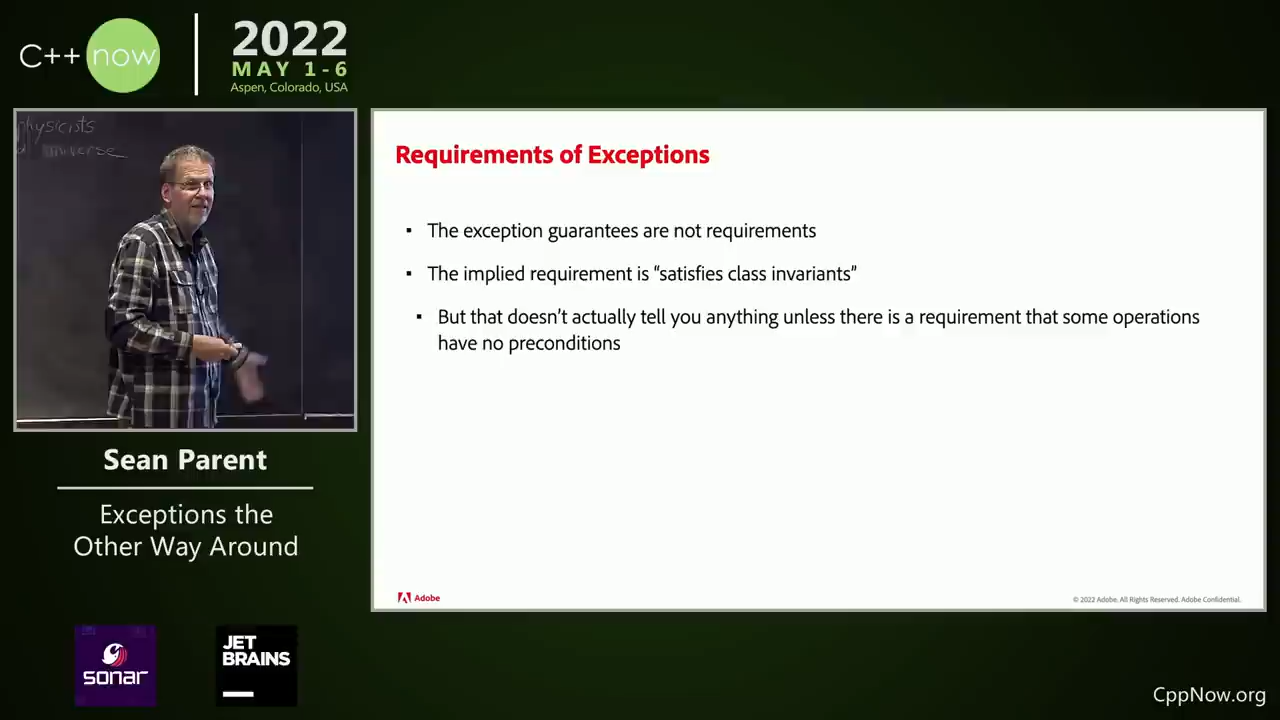 C++ now
2022
MAY 1-6
Aspen, Colorado, USA
physicists
universe
Sean Parent
Exceptions the
Other Way Around
sonar
JET
BRAINS
Requirements of Exceptions
▪ The exception guarantees are not requirements
▪ The implied requirement is “satisfies class invariants”
▪ But that doesn’t actually tell you anything unless there is a requirement that some operations
have no preconditions
Adobe
© 2022 Adobe. All Rights Reserved. Adobe Confidential.
CppNow.org